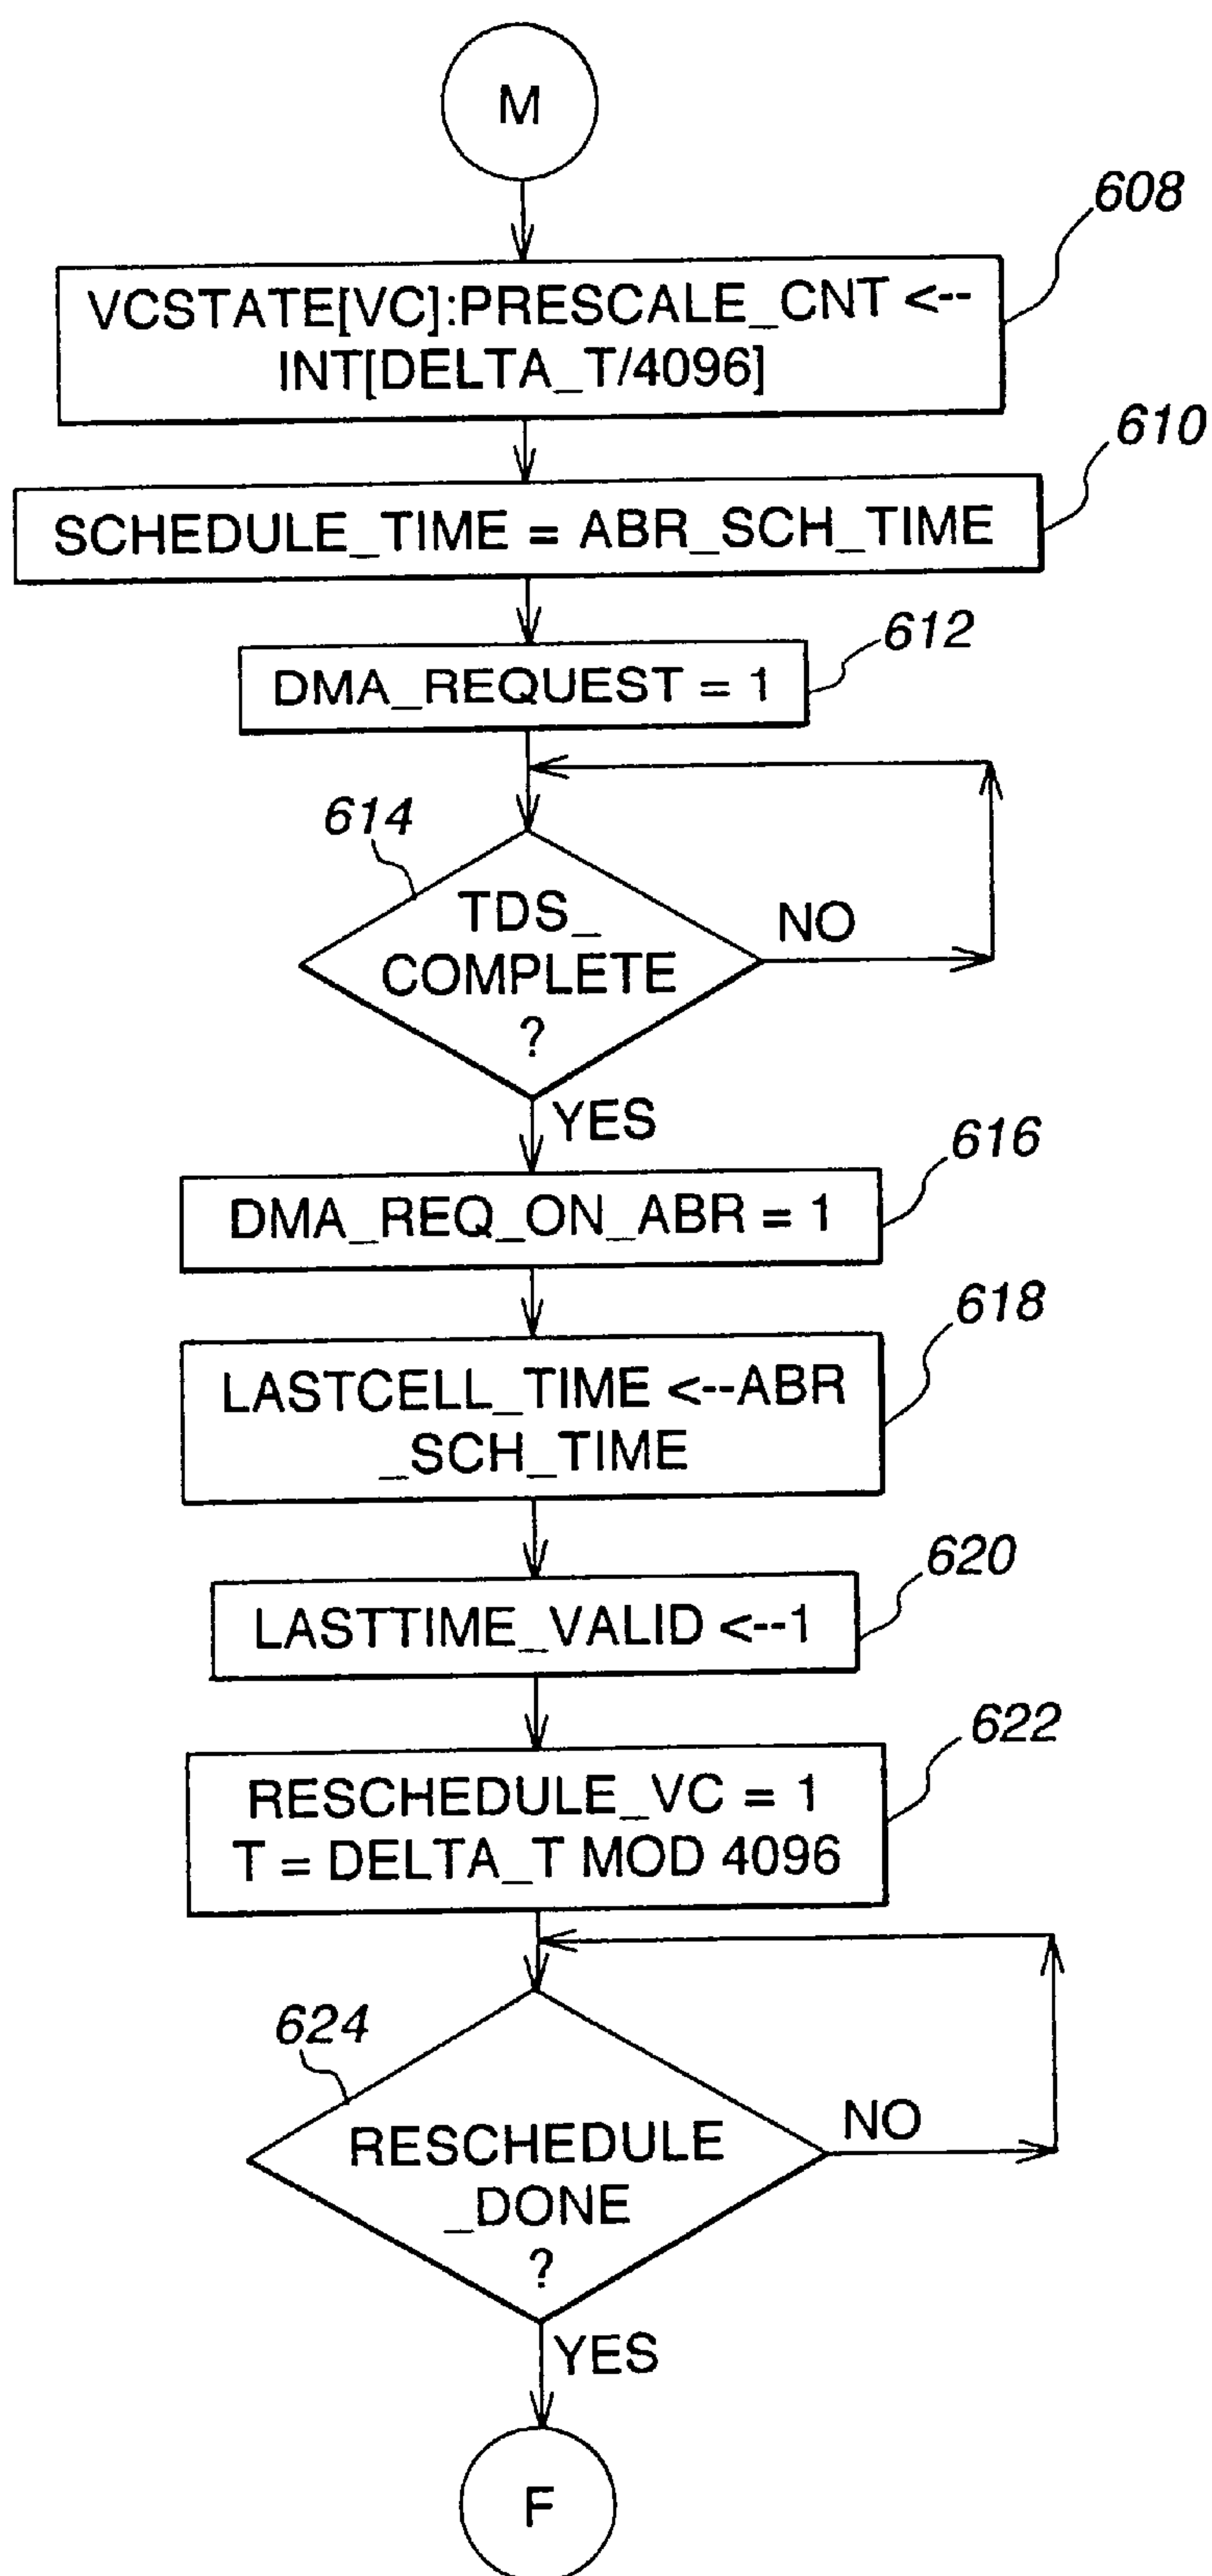 M
608
VCSTATE[VC]:PRESCALE_CNT <--
INT[DELTA_T/4096]
610
SCHEDULE_TIME = ABR_SCH_TIME
612
DMA_REQUEST = 1
614
TDS_
COMPLETE
?
NO
YES
616
DMA_REQ_ON_ABR = 1
618
LASTCELL_TIME <--ABR
_SCH_TIME
620
LASTTIME_VALID <--1
622
RESCHEDULE_VC = 1
T = DELTA_T MOD 4096
624
RESCHEDULE
_DONE
?
NO
YES
F